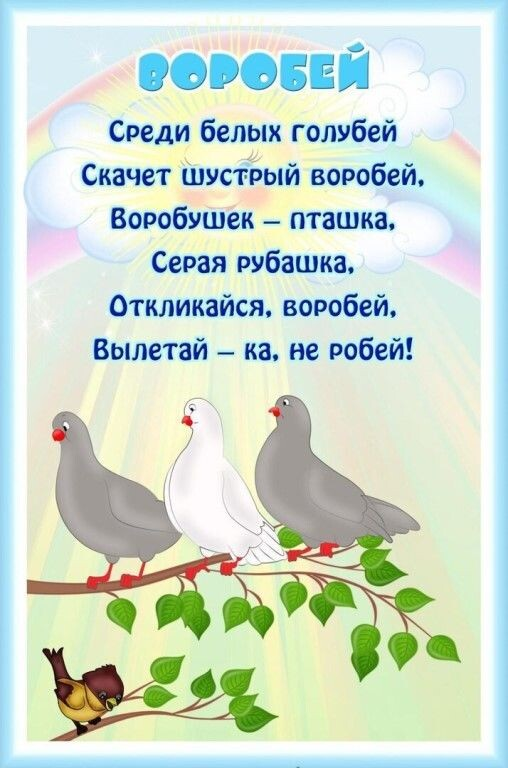 ВОРОБЕЙ
Среди белых голубей
Скачет шустрый воробей,
Воробушек – пташка,
Серая рубашка,
Откликайся, воробей,
Вылетай – ка, не робей!